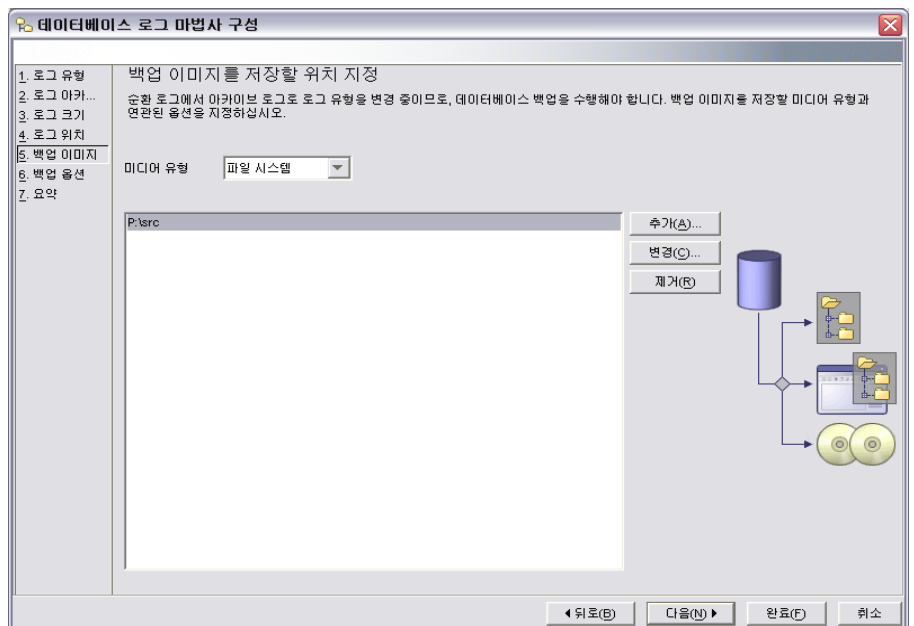 데이터베이스 로그 마법사 구성
1. 로그 유형
2. 로그 아카...
3. 로그 크기
4. 로그 위치
5. 백업 이미지
6. 백업 옵션
7. 요약
백업 이미지를 저장할 위치 지정
순환 로그에서 아카이브 로그로 로그 유형을 변경 중이므로, 데이터베이스 백업을 수행해야 합니다. 백업 이미지를 저장할 미디어 유형과
연관된 옵션을 지정하십시오.
미디어 유형
파일 시스템
P:\src
추가(A)...
변경(C)...
제거(R)
뒤로(B)
다음(N)
완료(F)
취소